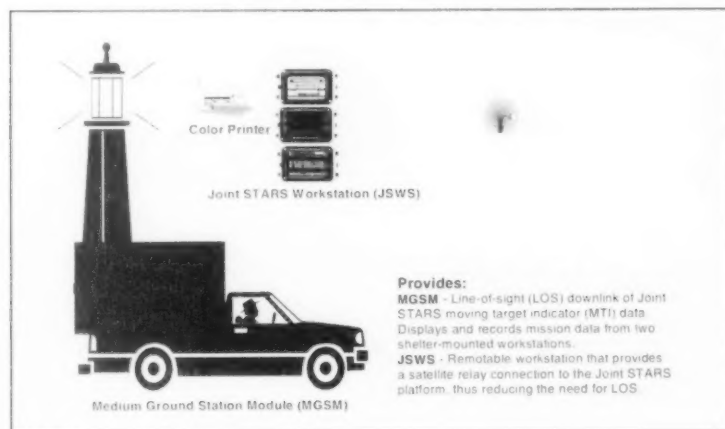 Color Printer
Joint STARS Workstation (JSWS)
Provides:
MGSM - Line-of-sight (LOS) downlink of Joint
STARS moving target indicator (MTI) data
Displays and records mission data from two
shelter-mounted workstations.
JSWS - Remotable workstation that provides
a satellite relay connection to the Joint STARS
platform, thus reducing the need for LOS.
Medium Ground Station Module (MGSM)